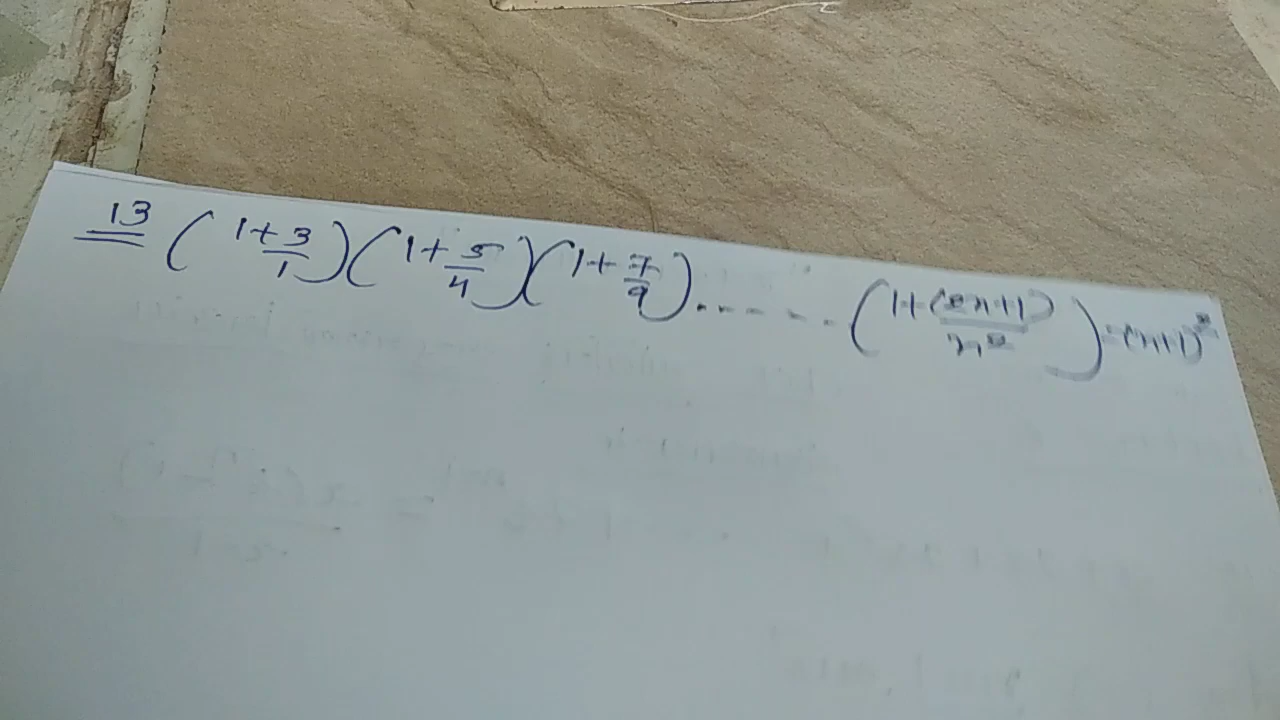 13 (1+3/1)(1+5/4)(1+7/9)......(1+(2n+1)/n²)=(n+1)²